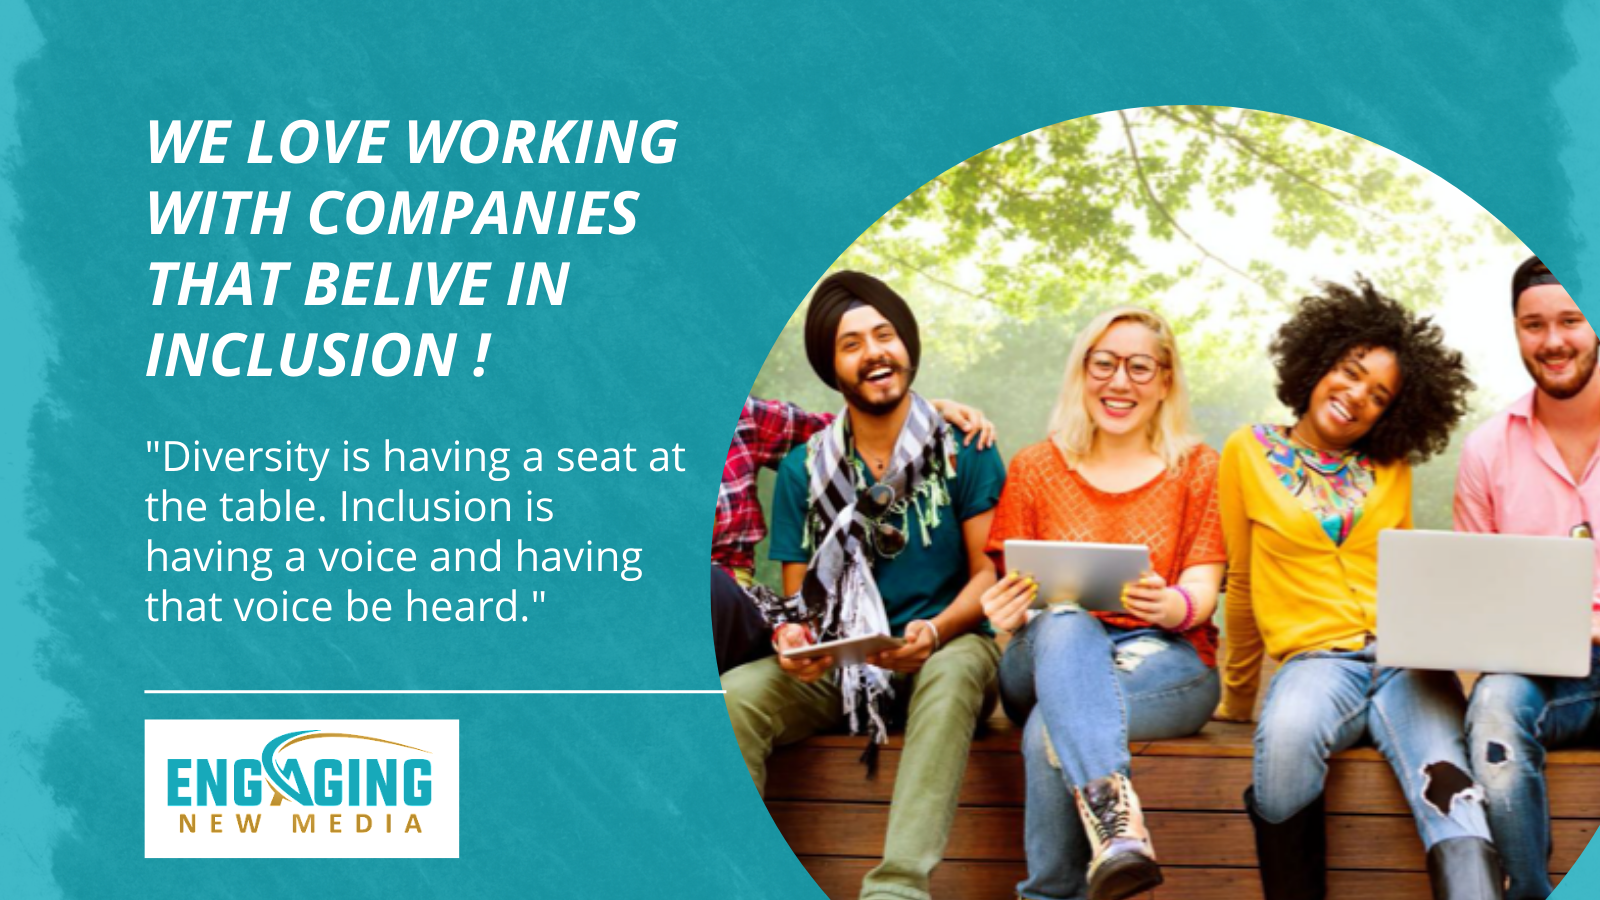 WE LOVE WORKING
WITH COMPANIES
THAT BELIVE IN
INCLUSION !
"Diversity is having a seat at
the table. Inclusion is
having a voice and having
that voice be heard."
ENGAGING
NEW MEDIA